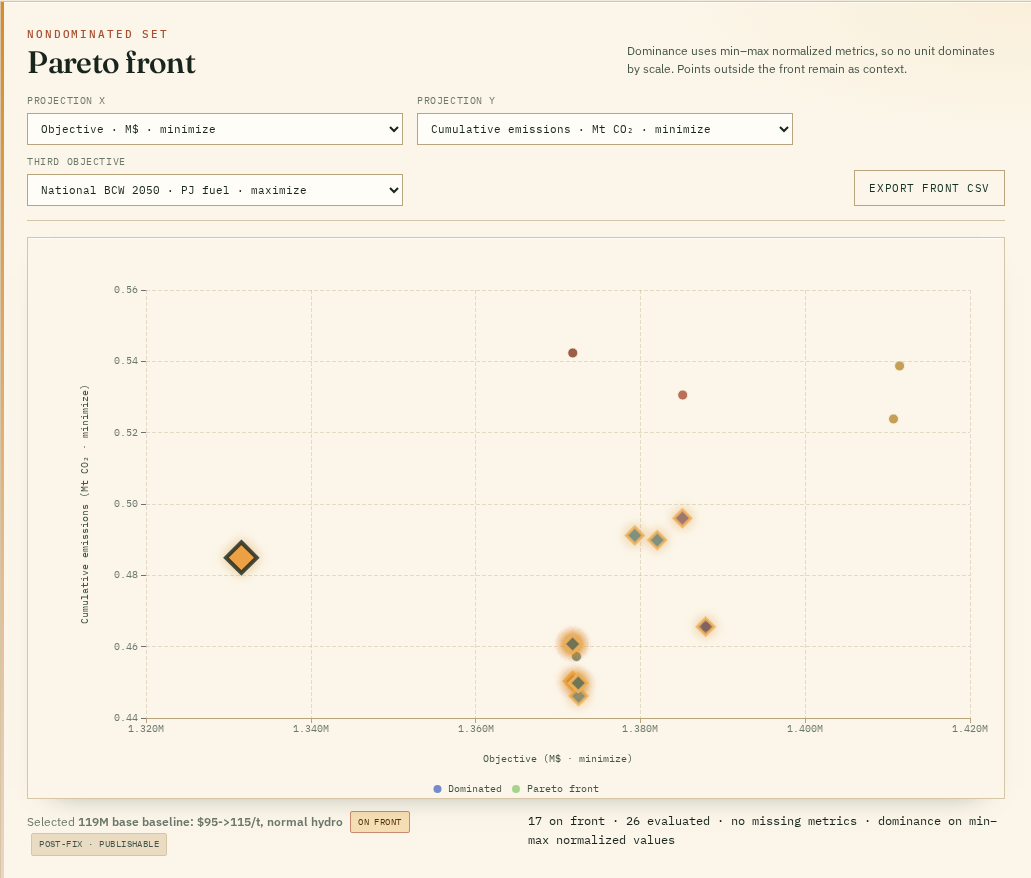 NONDOMINATED SET
Pareto front
Dominance uses min–max normalized metrics, so no unit dominates
by scale. Points outside the front remain as context.
PROJECTION X
PROJECTION Y
Objective · M$ · minimize
Cumulative emissions · Mt CO₂ · minimize
THIRD OBJECTIVE
National BCW 2050 · PJ fuel · maximize
EXPORT FRONT CSV
0.56
0.54
0.52
0.50
0.48
0.46
0.44
Cumulative emissions (Mt CO₂ · minimize)
1.320M
1.340M
1.360M
1.380M
1.400M
1.420M
Objective (M$ · minimize)
Dominated
Pareto front
Selected 119M base baseline: $95->115/t, normal hydro
ON FRONT
POST-FIX · PUBLISHABLE
17 on front · 26 evaluated · no missing metrics · dominance on min–
max normalized values